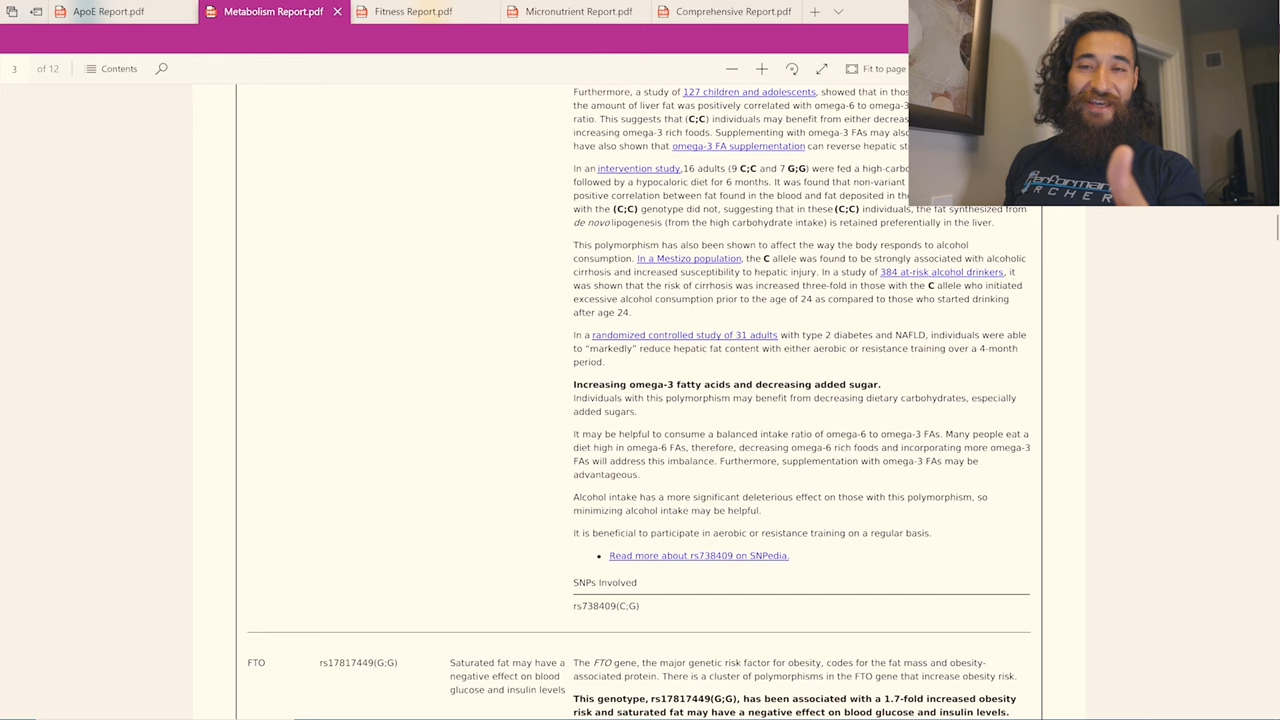 ApoE Report.pdf
Metabolism Report.pdf
Fitness Report.pdf
Micronutrient Report.pdf
Comprehensive Report.pdf
3 of 12
Contents
Fit to page
Furthermore, a study of 127 children and adolescents, showed that in thos
the amount of liver fat was positively correlated with omega-6 to omega-3
ratio. This suggests that (C;C) individuals may benefit from either decreas
increasing omega-3 rich foods. Supplementing with omega-3 FAs may also
have also shown that omega-3 FA supplementation can reverse hepatic st
In an intervention study,16 adults (9 C;C and 7 G;G) were fed a high-carbo
followed by a hypocaloric diet for 6 months. It was found that non-variant
positive correlation between fat found in the blood and fat deposited in the
with the (C;C) genotype did not, suggesting that in these (C;C) individuals, the fat synthesized from
de novo lipogenesis (from the high carbohydrate intake) is retained preferentially in the liver.
This polymorphism has also been shown to affect the way the body responds to alcohol
consumption. In a Mestizo population, the C allele was found to be strongly associated with alcoholic
cirrhosis and increased susceptibility to hepatic injury. In a study of 384 at-risk alcohol drinkers, it
was shown that the risk of cirrhosis was increased three-fold in those with the C allele who initiated
excessive alcohol consumption prior to the age of 24 as compared to those who started drinking
after age 24.
In a randomized controlled study of 31 adults with type 2 diabetes and NAFLD, individuals were able
to “markedly” reduce hepatic fat content with either aerobic or resistance training over a 4-month
period.
Increasing omega-3 fatty acids and decreasing added sugar.
Individuals with this polymorphism may benefit from decreasing dietary carbohydrates, especially
added sugars.
It may be helpful to consume a balanced intake ratio of omega-6 to omega-3 FAs. Many people eat a
diet high in omega-6 FAs, therefore, decreasing omega-6 rich foods and incorporating more omega-3
FAs will address this imbalance. Furthermore, supplementation with omega-3 FAs may be
advantageous.
Alcohol intake has a more significant deleterious effect on those with this polymorphism, so
minimizing alcohol intake may be helpful.
It is beneficial to participate in aerobic or resistance training on a regular basis.
• Read more about rs738409 on SNPedia.
SNPs Involved
rs738409(C;G)
FTO
rs17817449(G;G)
Saturated fat may have a
negative effect on blood
glucose and insulin levels
The FTO gene, the major genetic risk factor for obesity, codes for the fat mass and obesity-
associated protein. There is a cluster of polymorphisms in the FTO gene that increase obesity risk.
This genotype, rs17817449(G;G), has been associated with a 1.7-fold increased obesity
risk and saturated fat may have a negative effect on blood glucose and insulin levels.
ARCHER